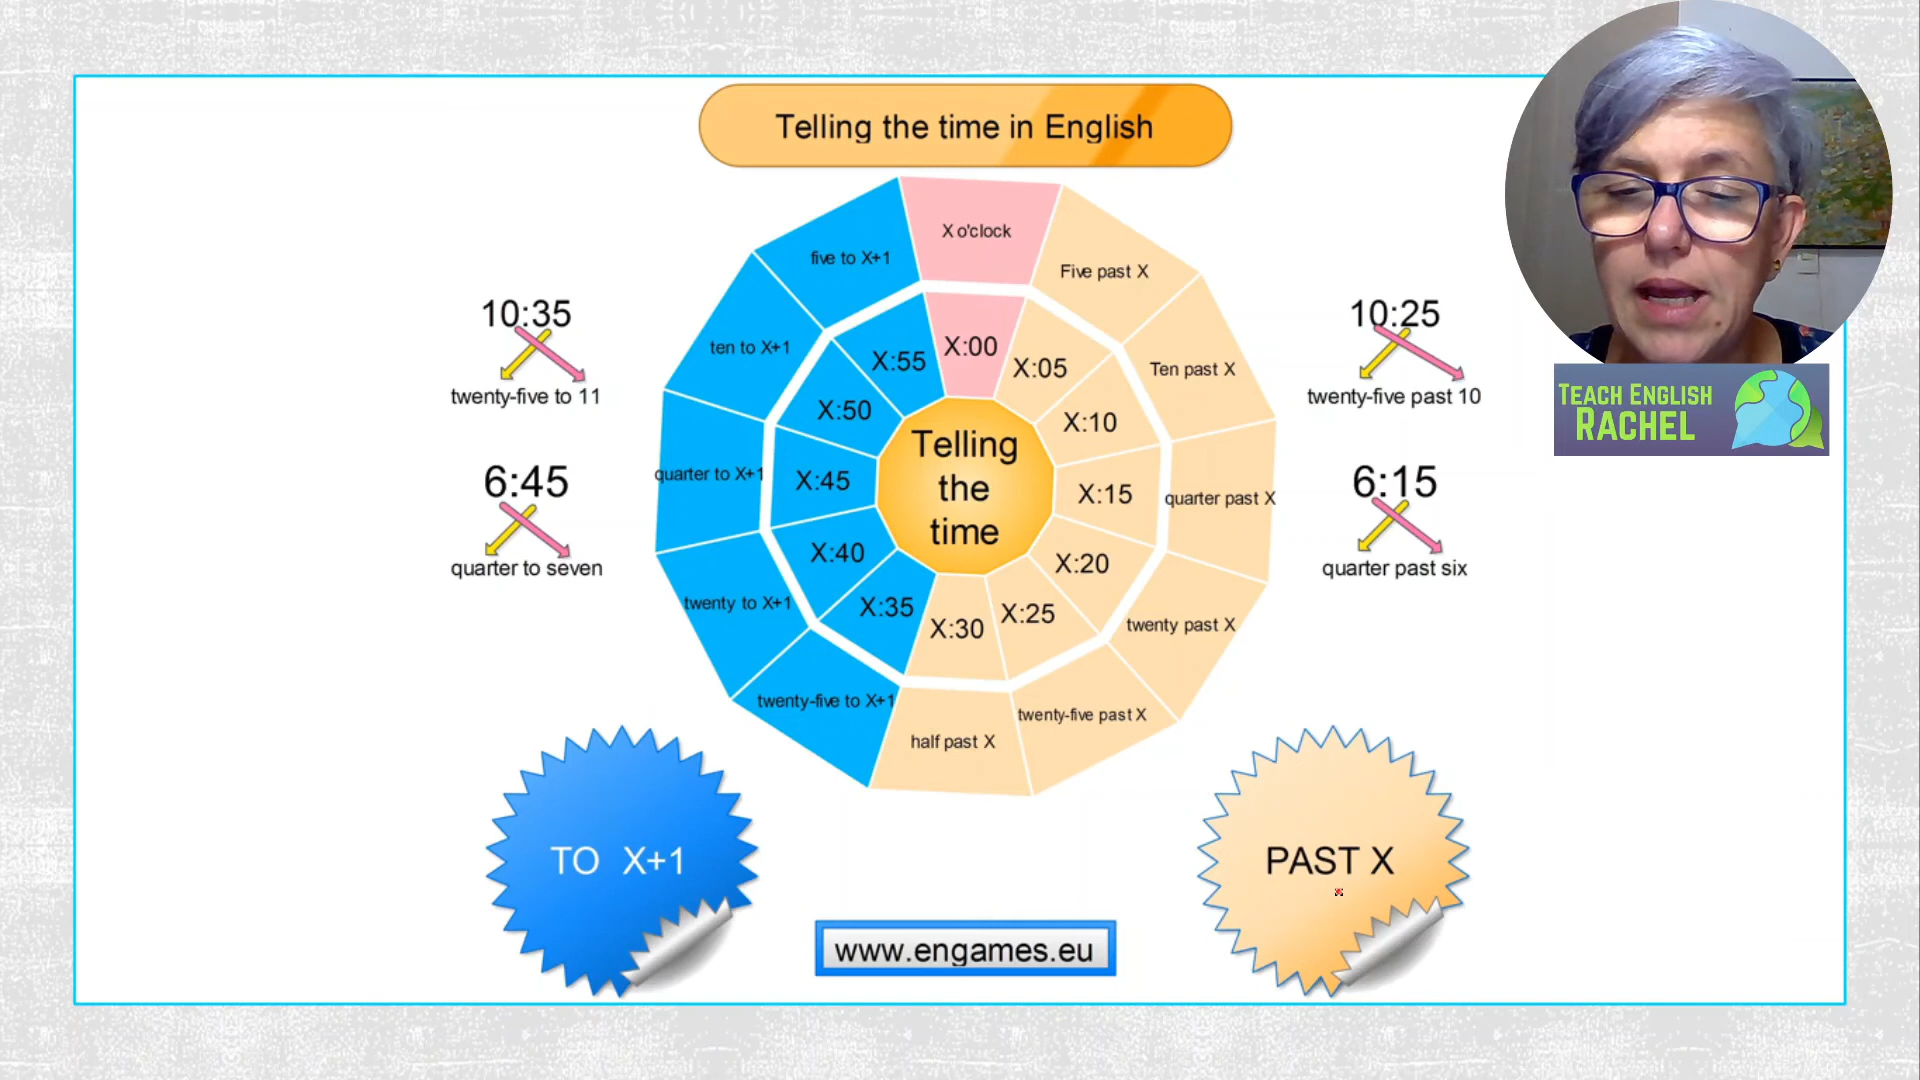 Telling the time in English
X o'clock
five to X+1
Five past X
10:35
10:25
X:00
ten to X+1
X:55
X:05
Ten past X
twenty-five to 11
twenty-five past 10
TEACH ENGLISH
RACHEL
X:50
X:10
Telling
the
time
quarter to X+1
X:45
X:15
quarter past X
6:45
6:15
X:40
X:20
quarter to seven
quarter past six
twenty to X+1
X:35
X:30
X:25
twenty past X
twenty-five to X+1
half past X
twenty-five past X
TO X+1
PAST X
www.engames.eu